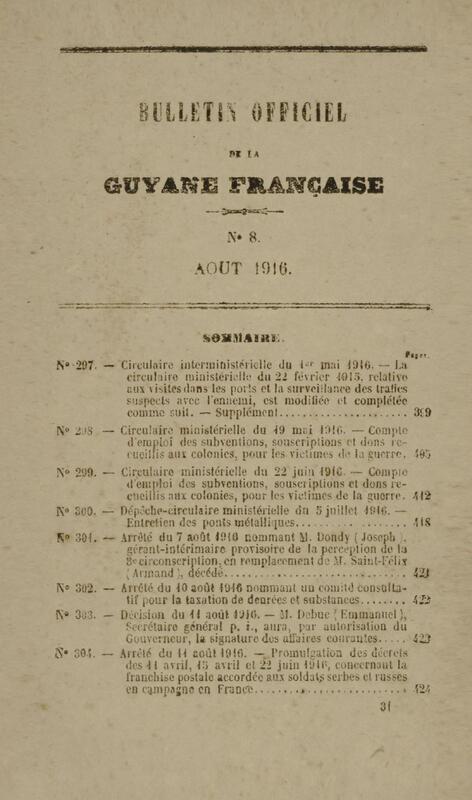 BULLETIN OFFICIEL
DE LA
GUYANE FRANÇAISE
No 8.
AOUT 1916.
SOMMAIRE.
Pages.
No 297. — Circulaire interministérielle du 1er mai 1916. — La
circulaire ministérielle du 22 février 1915, relative
aux visites dans les ports et la surveillance des trafics
suspects avec l'ennemi, est modifiée et complétée
comme suit. — Supplément.................... 389
No 298 — Circulaire ministérielle du 19 mai 1916. — Compte
d'emploi des subventions, souscriptions et dons re-
cueillis aux colonies, pour les victimes de la guerre. 405
No 299. — Circulaire ministérielle du 22 juin 1916. — Compte
d'emploi des subventions, souscriptions et dons re-
cueillis aux colonies, pour les victimes de la guerre. 412
No 300. — Dépêche-circulaire ministérielle du 5 juillet 1916. —
Entretien des ponts métalliques................. 418
No 301. — Arrêté du 7 août 1916 nommant M. Dondy (Joseph),
gérant-intérimaire provisoire de la perception de la
3e circonscription, en remplacement de M. Saint-Félix
(Armand), décédé............................ 421
No 302. — Arrêté du 10 août 1916 nommant un comité consulta-
tif pour la taxation de denrées et substances........ 422
No 303. — Décision du 11 août 1916. — M. Debuc (Emmanuel),
Secrétaire général p. i., aura, par autorisation du
Gouverneur, la signature des affaires courantes..... 423
No 304. — Arrêté du 11 août 1916. — Promulgation des décrets
des 11 avril, 15 avril et 22 juin 1916, concernant la
franchise postale accordée aux soldats serbes et russes
en campagne en France........................ 424
31